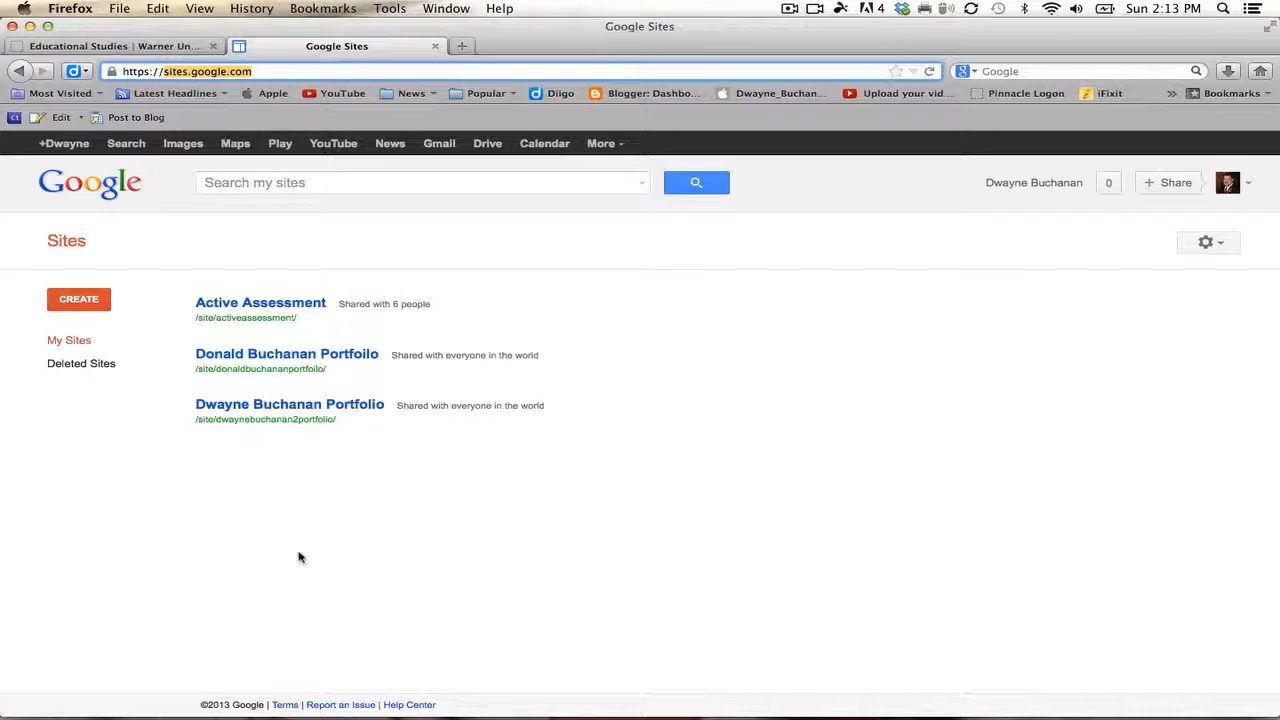 Firefox File Edit View History Bookmarks Tools Window Help 4 Sun 2:13 PM
Google Sites
Educational Studies | Warner Un... Google Sites
https://sites.google.com Google
Most Visited Latest Headlines Apple YouTube News Popular Diigo Blogger: Dashbo... Dwayne_Buchan... Upload your vid... Pinnacle Logon iFixit Bookmarks
Edit Post to Blog
+Dwayne Search Images Maps Play YouTube News Gmail Drive Calendar More
Google Search my sites Dwayne Buchanan 0 + Share
Sites
CREATE
My Sites
Deleted Sites
Active Assessment Shared with 6 people
/site/activeassessment/
Donald Buchanan Portfoilo Shared with everyone in the world
/site/donaldbuchananportfoilo/
Dwayne Buchanan Portfolio Shared with everyone in the world
/site/dwaynebuchanan2portfolio/
©2013 Google | Terms | Report an Issue | Help Center